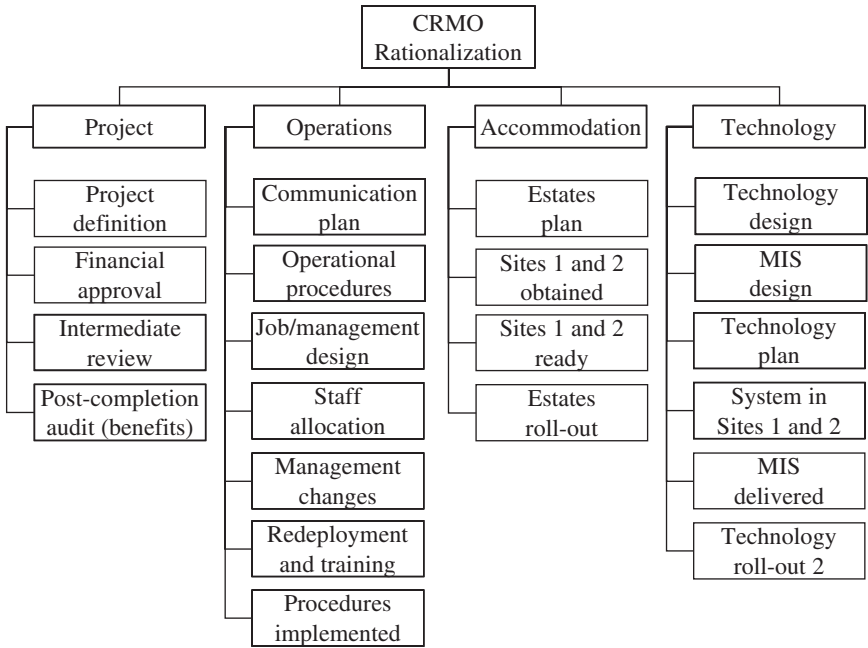 CRMO
Rationalization
Project
Operations
Accommodation
Technology
Project
definition
Financial
approval
Intermediate
review
Post-completion
audit (benefits)
Communication
plan
Operational
procedures
Job/management
design
Staff
allocation
Management
changes
Redeployment
and training
Procedures
implemented
Estates
plan
Sites 1 and 2
obtained
Sites 1 and 2
ready
Estates
roll-out
Technology
design
MIS
design
Technology
plan
System in
Sites 1 and 2
MIS
delivered
Technology
roll-out 2